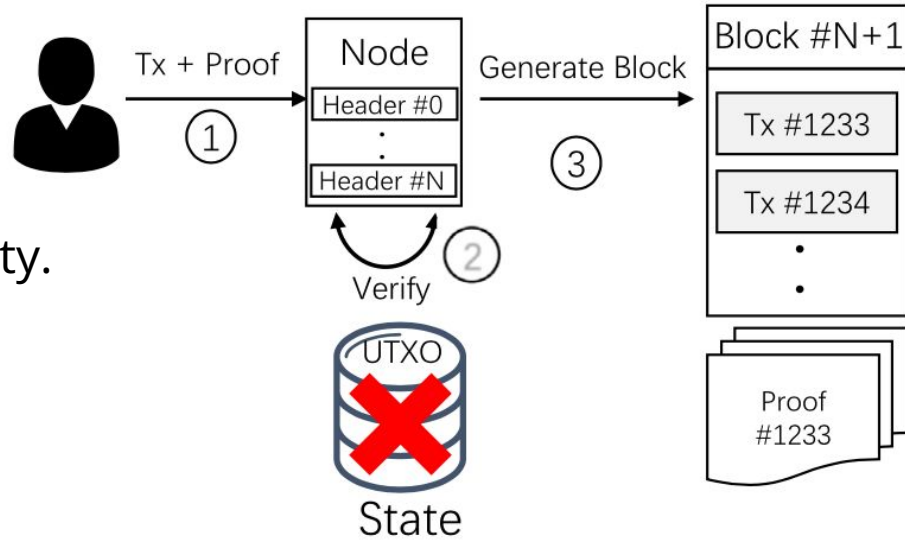 Tx + Proof
1
Node
Header #0
.
.
Header #N
2
Verify
Generate Block
3
Block #N+1
Tx #1233
Tx #1234
•
•
Proof
#1233
ty.
UTXO
State